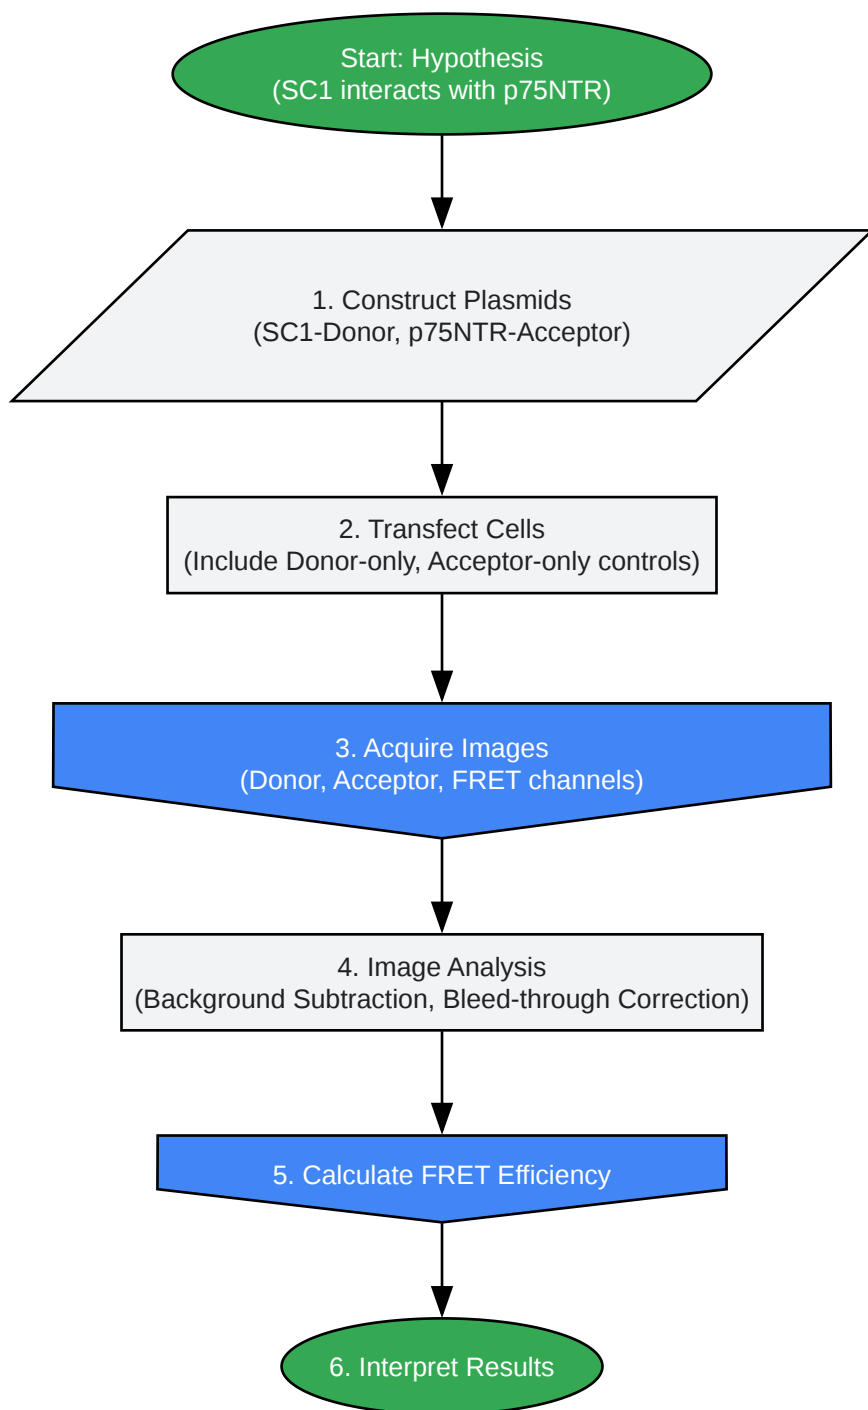 Start: Hypothesis
(SC1 interacts with p75NTR)
1. Construct Plasmids
(SC1-Donor, p75NTR-Acceptor)
2. Transfect Cells
(Include Donor-only, Acceptor-only controls)
3. Acquire Images
(Donor, Acceptor, FRET channels)
4. Image Analysis
(Background Subtraction, Bleed-through Correction)
5. Calculate FRET Efficiency
6. Interpret Results